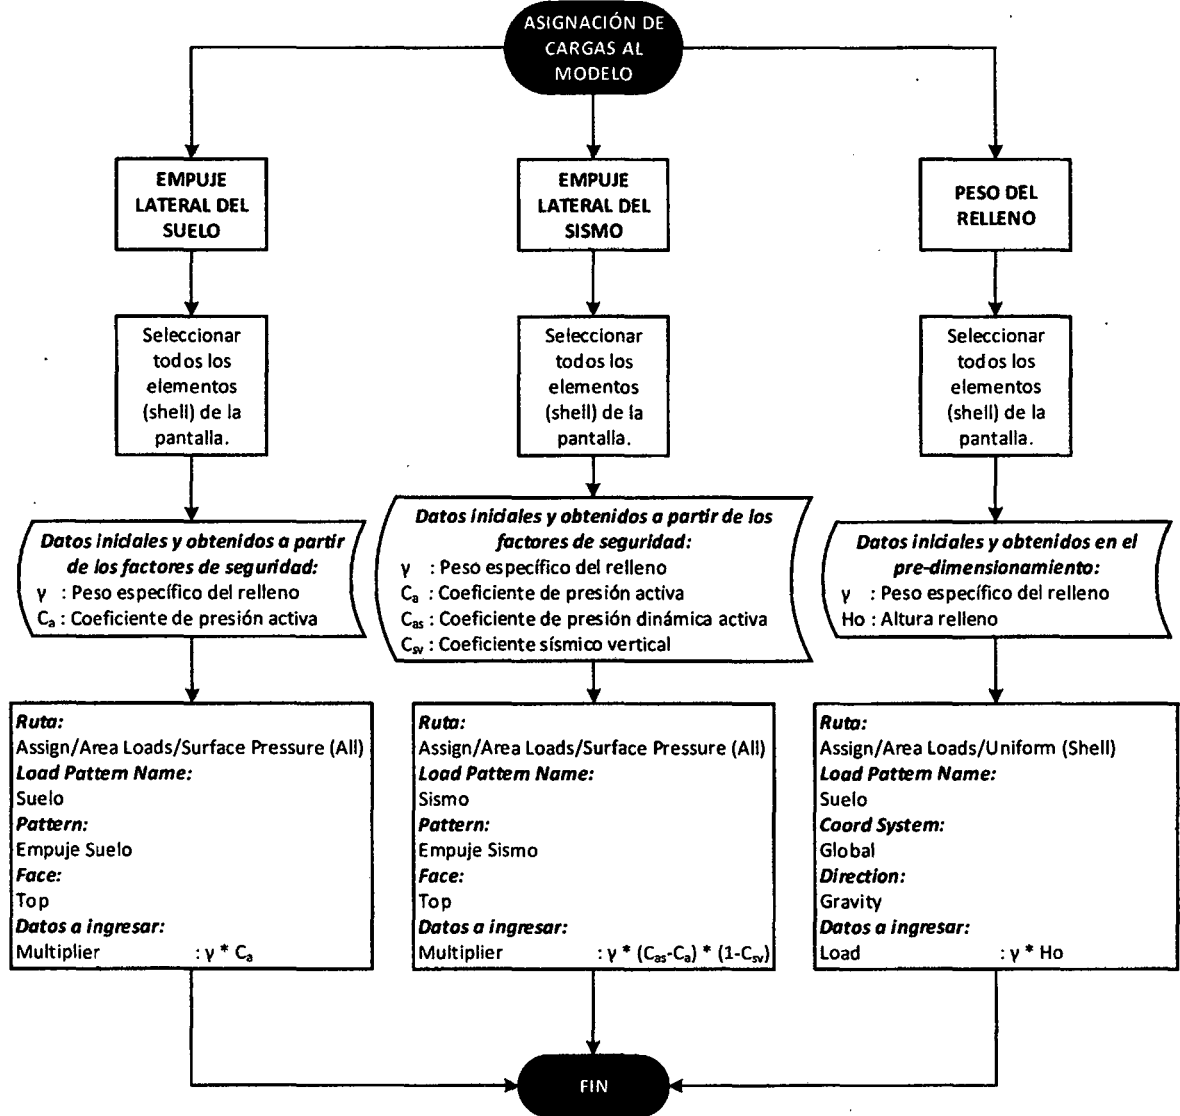 ASIGNACIÓN DE
CARGAS AL
MODELO
EMPUJE
LATERAL DEL
SUELO
Seleccionar
todos los
elementos
(shell) de la
pantalla.
Datos iniciales y obtenidos a partir
de los factores de seguridad:
γ : Peso específico del relleno
Cₐ : Coeficiente de presión activa
Ruta:
Assign/Area Loads/Surface Pressure (All)
Load Pattern Name:
Suelo
Pattern:
Empuje Suelo
Face:
Top
Datos a ingresar:
Multiplier : γ * Cₐ
EMPUJE
LATERAL DEL
SISMO
Seleccionar
todos los
elementos
(shell) de la
pantalla.
Datos iniciales y obtenidos a partir de los
factores de seguridad:
γ : Peso específico del relleno
Cₐ : Coeficiente de presión activa
Cₐₛ : Coeficiente de presión dinámica activa
Cₛᵥ : Coeficiente sísmico vertical
Ruta:
Assign/Area Loads/Surface Pressure (All)
Load Pattern Name:
Sismo
Pattern:
Empuje Sismo
Face:
Top
Datos a ingresar:
Multiplier : γ * (Cₐₛ-Cₐ) * (1-Cₛᵥ)
PESO DEL
RELLENO
Seleccionar
todos los
elementos
(shell) de la
pantalla.
Datos iniciales y obtenidos en el
pre-dimensionamiento:
γ : Peso específico del relleno
Ho : Altura relleno
Ruta:
Assign/Area Loads/Uniform (Shell)
Load Pattern Name:
Suelo
Coord System:
Global
Direction:
Gravity
Datos a ingresar:
Load : γ * Ho
FIN